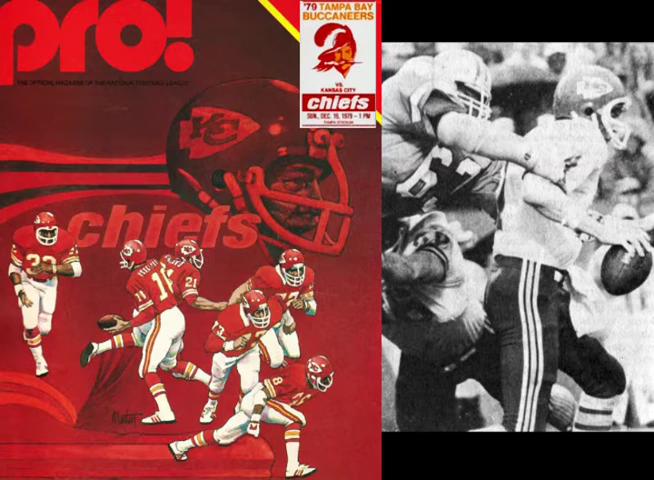 pro!
THE OFFICIAL MAGAZINE OF THE NATIONAL FOOTBALL LEAGUE
'79 TAMPA BAY
BUCCANEERS
VS.
KANSAS CITY
chiefs
SUN., DEC. 16, 1979 – 1 PM
TAMPA STADIUM
KC
chiefs